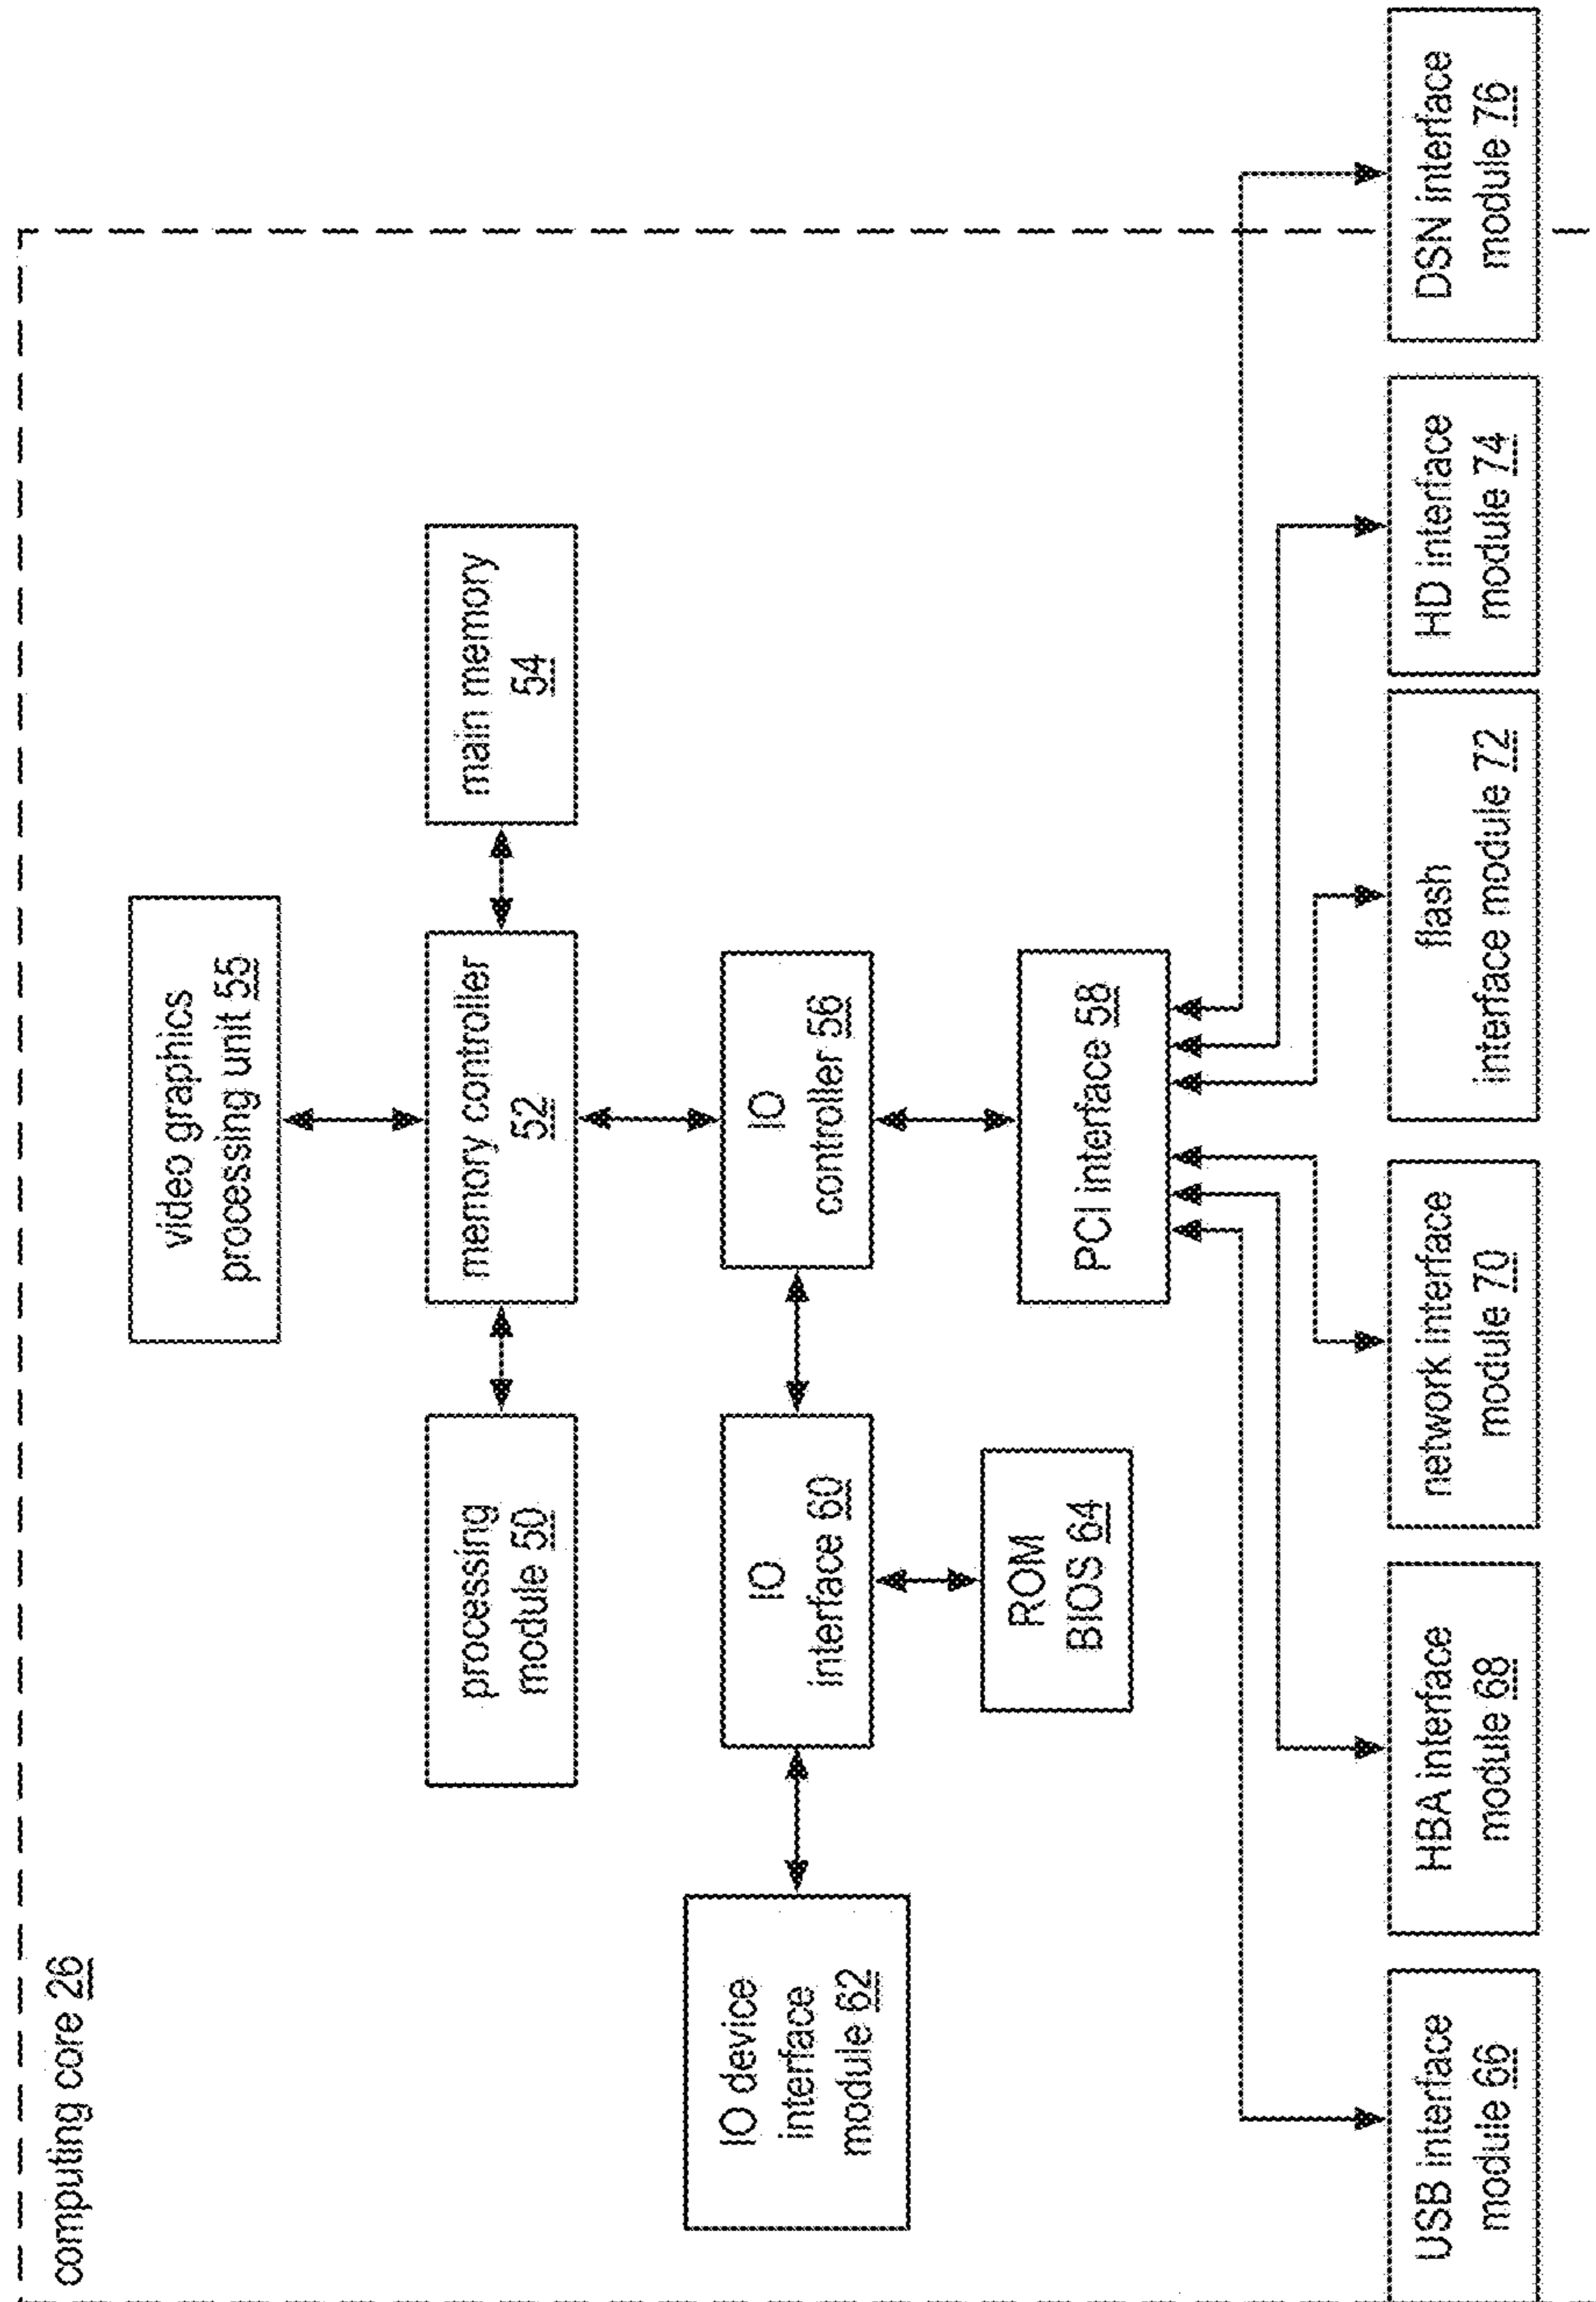 computing core 26
video graphics
processing unit 55
processing
module 50
memory controller
52
main memory
54
IO device
interface
module 62
IO
interface 60
IO
controller 56
ROM
BIOS 64
PCI interface 58
USB interface
module 66
HBA interface
module 68
network interface
module 70
flash
interface module 72
HD interface
module 74
DSN interface
module 76